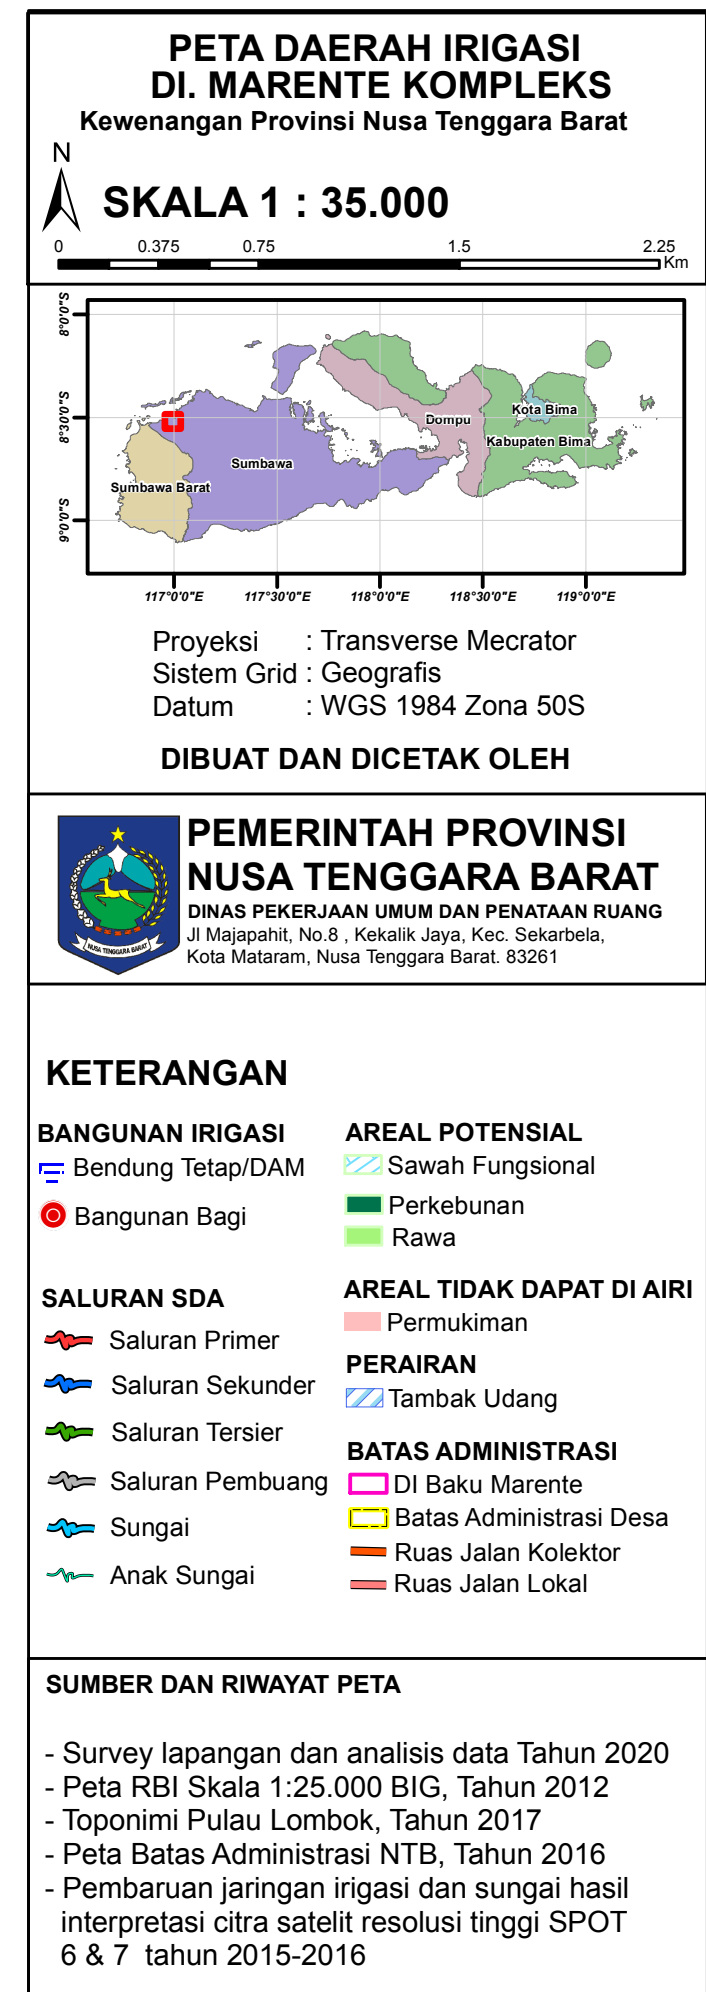 PETA DAERAH IRIGASI
DI. MARENTE KOMPLEKS
Kewenangan Provinsi Nusa Tenggara Barat
N
SKALA 1 : 35.000
0 0.375 0.75 1.5 2.25
Km
8°0'0"S
8°30'0"S
9°0'0"S
Dompu
Kota Bima
Kabupaten Bima
Sumbawa
Sumbawa Barat
117°0'0"E 117°30'0"E 118°0'0"E 118°30'0"E 119°0'0"E
Proyeksi : Transverse Mecrator
Sistem Grid : Geografis
Datum : WGS 1984 Zona 50S
DIBUAT DAN DICETAK OLEH
PEMERINTAH PROVINSI
NUSA TENGGARA BARAT
DINAS PEKERJAAN UMUM DAN PENATAAN RUANG
Jl Majapahit, No.8 , Kekalik Jaya, Kec. Sekarbela,
Kota Mataram, Nusa Tenggara Barat. 83261
NUSA TENGGARA BARAT
KETERANGAN
BANGUNAN IRIGASI
Bendung Tetap/DAM
Bangunan Bagi
SALURAN SDA
Saluran Primer
Saluran Sekunder
Saluran Tersier
Saluran Pembuang
Sungai
Anak Sungai
AREAL POTENSIAL
Sawah Fungsional
Perkebunan
Rawa
AREAL TIDAK DAPAT DI AIRI
Permukiman
PERAIRAN
Tambak Udang
BATAS ADMINISTRASI
DI Baku Marente
Batas Administrasi Desa
Ruas Jalan Kolektor
Ruas Jalan Lokal
SUMBER DAN RIWAYAT PETA
- Survey lapangan dan analisis data Tahun 2020
- Peta RBI Skala 1:25.000 BIG, Tahun 2012
- Toponimi Pulau Lombok, Tahun 2017
- Peta Batas Administrasi NTB, Tahun 2016
- Pembaruan jaringan irigasi dan sungai hasil
interpretasi citra satelit resolusi tinggi SPOT
6 & 7 tahun 2015-2016